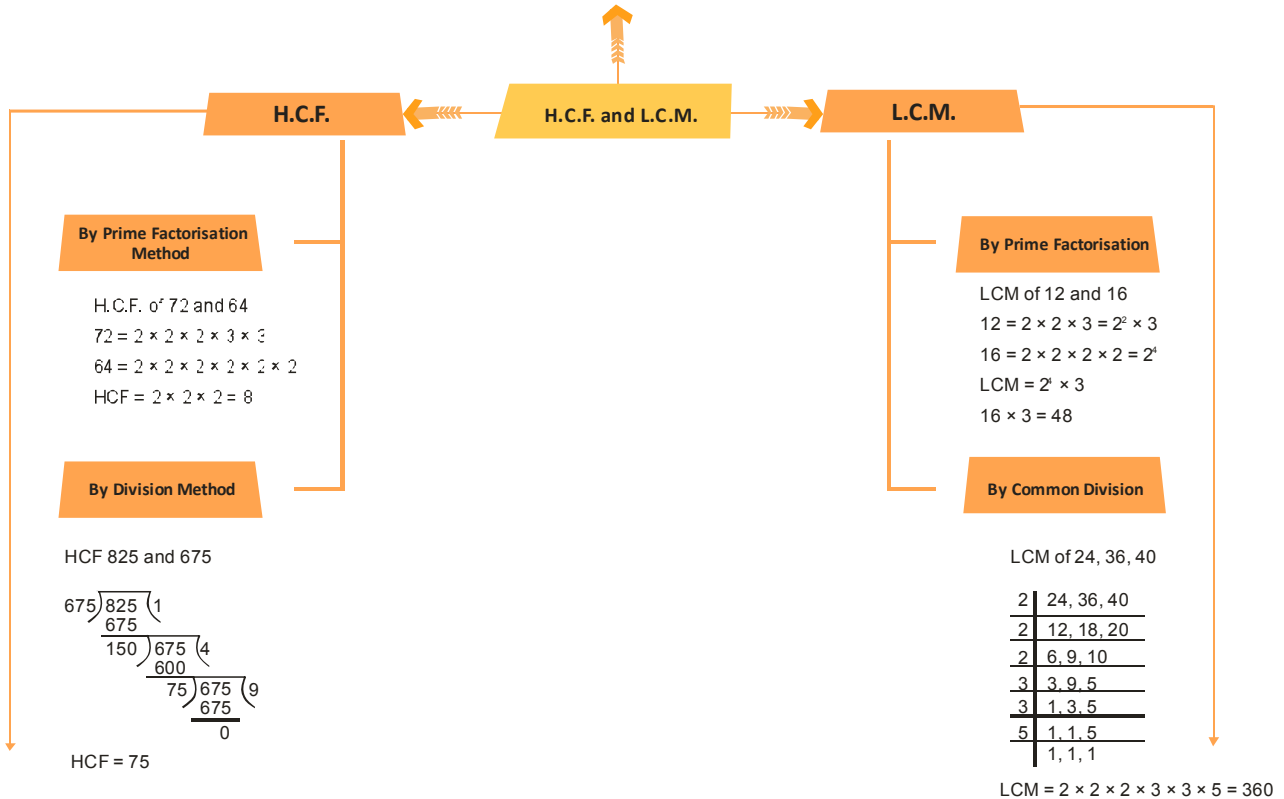 H.C.F. and L.C.M.
H.C.F.
By Prime Factorisation
Method
H.C.F. of 72 and 64
72 = 2 × 2 × 2 × 3 × 3
64 = 2 × 2 × 2 × 2 × 2 × 2
HCF = 2 × 2 × 2 = 8
By Division Method
HCF 825 and 675
675)825(1
675
150)675(4
600
75)675(9
675
0
HCF = 75
L.C.M.
By Prime Factorisation
LCM of 12 and 16
12 = 2 × 2 × 3 = 2² × 3
16 = 2 × 2 × 2 × 2 = 2⁴
LCM = 2⁴ × 3
16 × 3 = 48
By Common Division
LCM of 24, 36, 40
2 | 24, 36, 40
2 | 12, 18, 20
2 | 6, 9, 10
3 | 3, 9, 5
3 | 1, 3, 5
5 | 1, 1, 5
1, 1, 1
LCM = 2 × 2 × 2 × 3 × 3 × 5 = 360